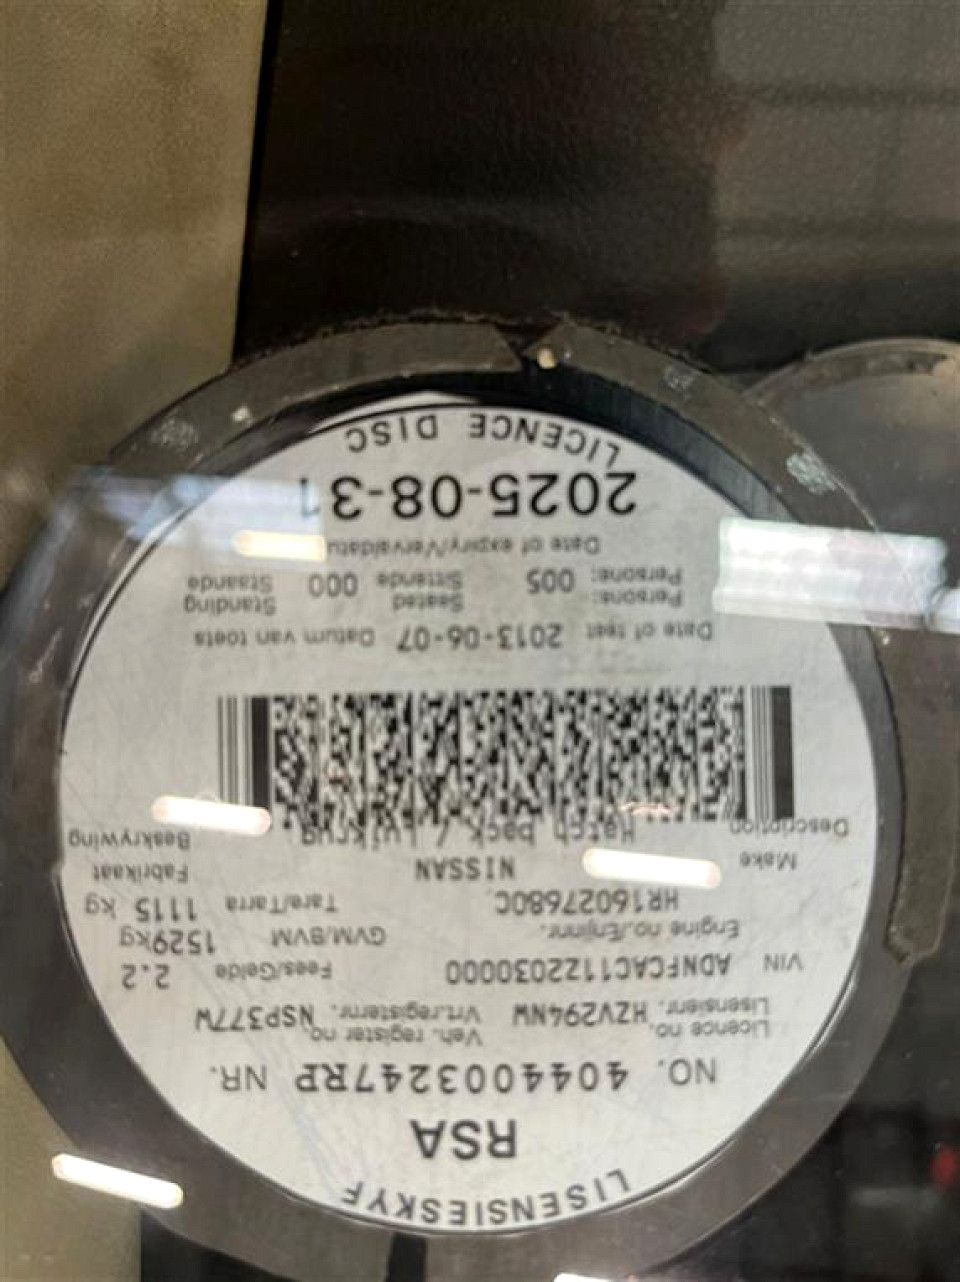 LISENSIESKYF
RSA
NO. 4044003247RP NR.
Licence no. Veh. register no.
Lisensienr. HZV294NW Vrt.registernr. NSP377W
VIN ADNFCAC11Z2030000 Fees/Gelde 2.2
Engine no./Enjinnr. GVM/BVM 1529kg
HR16027680C Tare/Tarra 1115 kg
Make NISSAN Fabrikaat
Description Hatch back / Luikrug Beskrywing
Date of test 2013-06-07 Datum van toets
Persons: Seated Standing
Persone: 005 Sittende 000 Staande
Date of expiry/Vervaldatum
2025-08-31
LICENCE DISC